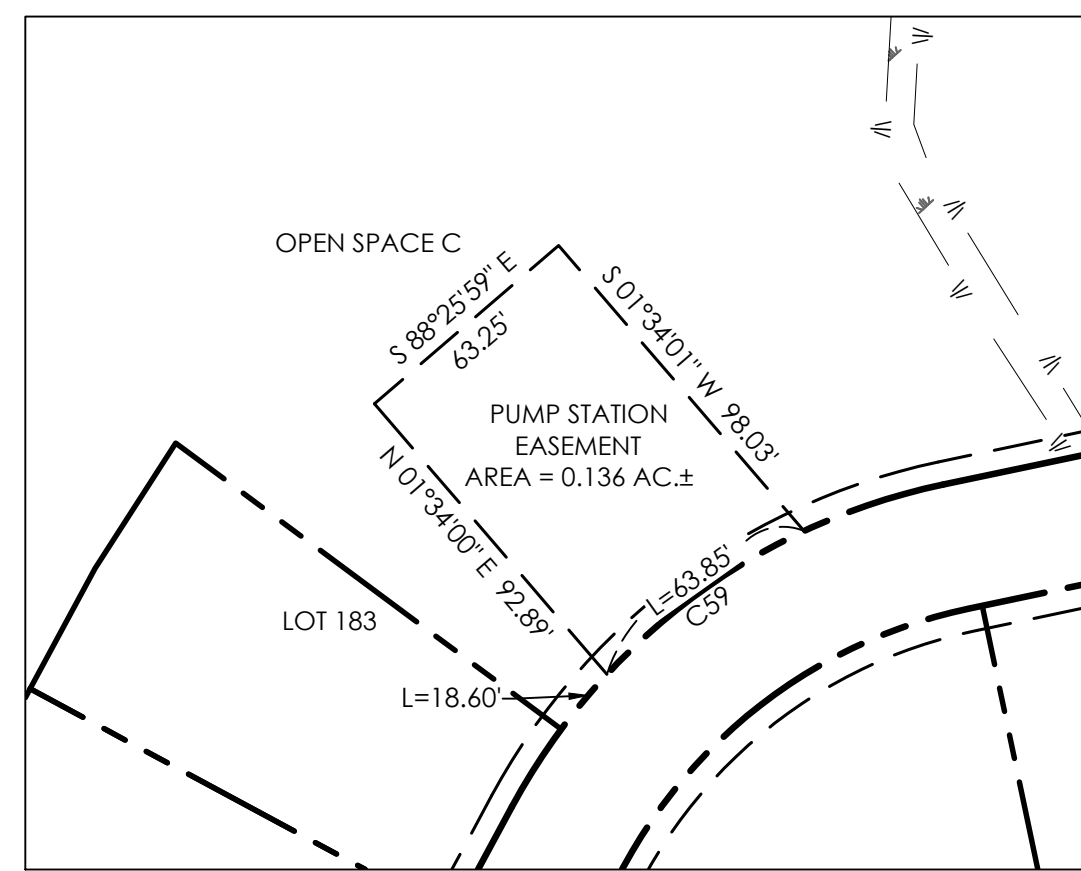 OPEN SPACE C
S 88°25'59" E
63.25'
S 01°34'01" W 98.03'
PUMP STATION
EASEMENT
AREA = 0.136 AC.±
N 01°34'00" E 92.89'
L=63.85'
C59
LOT 183
L=18.60'